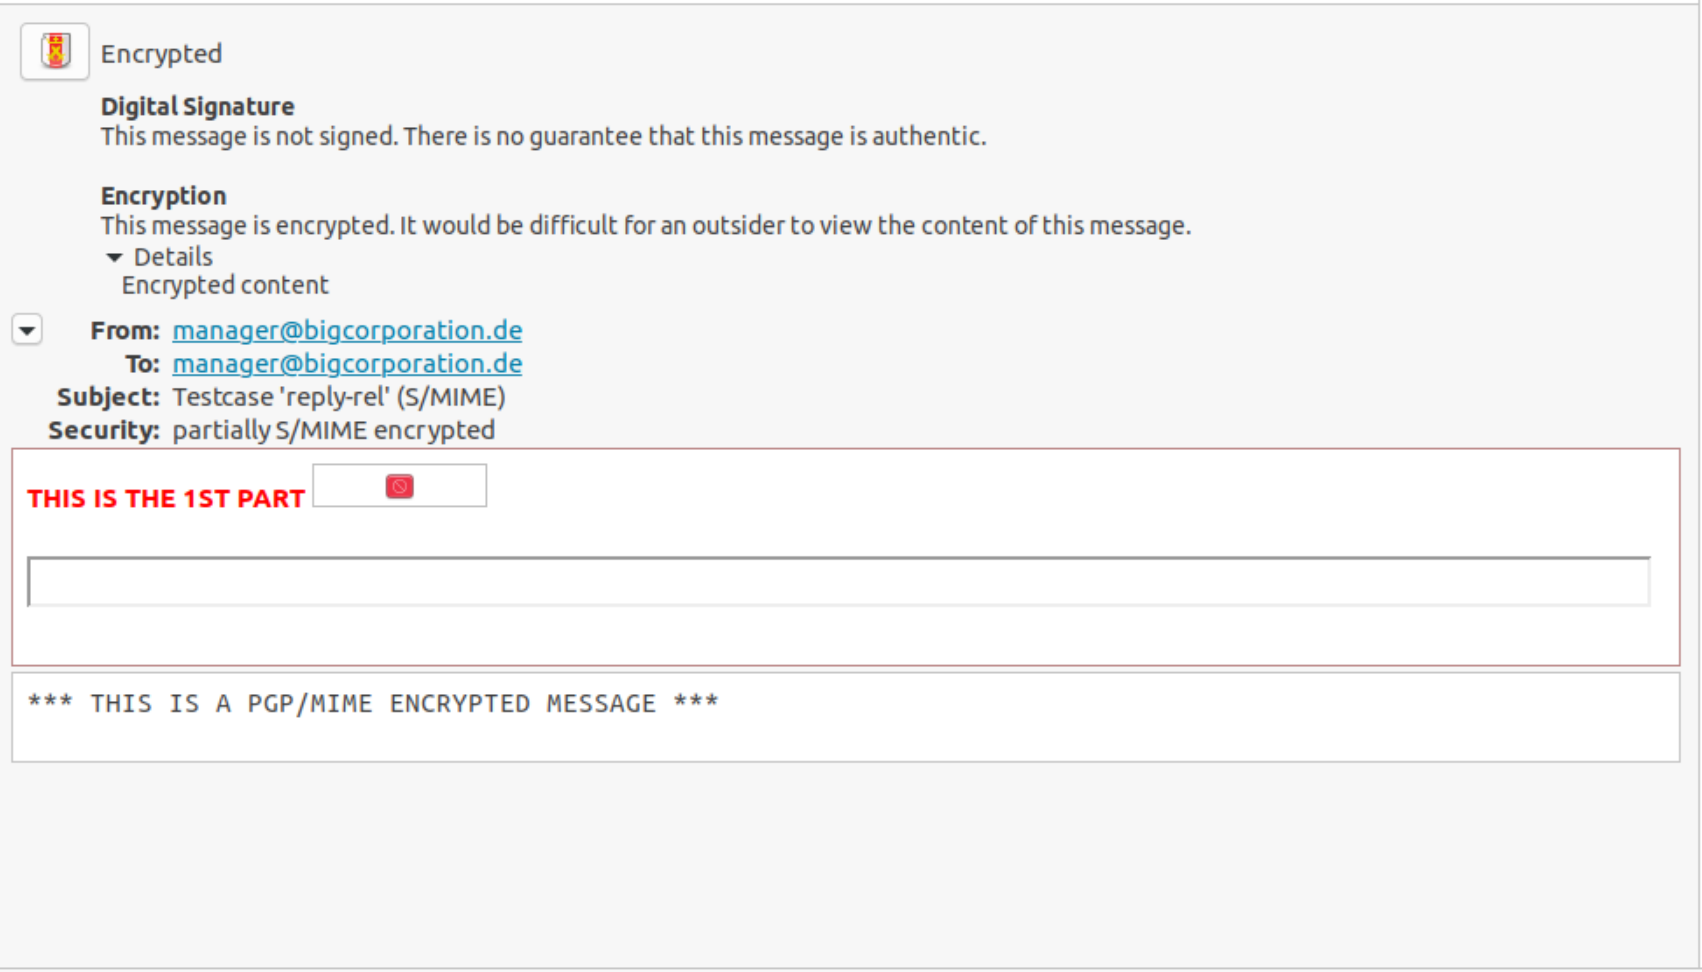 Encrypted
Digital Signature
This message is not signed. There is no guarantee that this message is authentic.
Encryption
This message is encrypted. It would be difficult for an outsider to view the content of this message.
Details
Encrypted content
From: manager@bigcorporation.de
To: manager@bigcorporation.de
Subject: Testcase 'reply-rel' (S/MIME)
Security: partially S/MIME encrypted
THIS IS THE 1ST PART
*** THIS IS A PGP/MIME ENCRYPTED MESSAGE ***